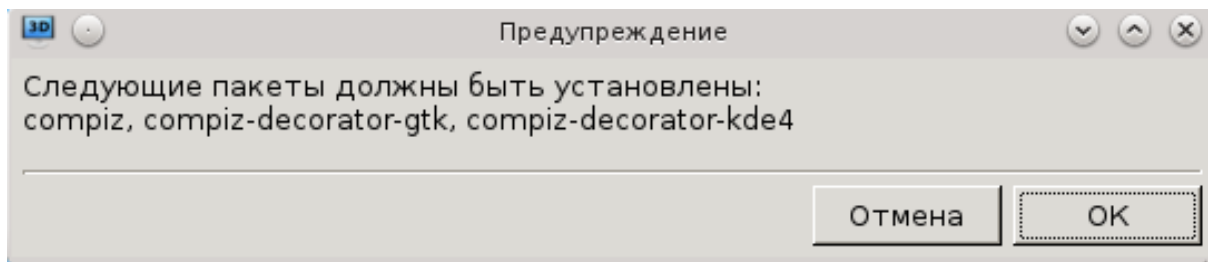 3D
Предупреждение
Следующие пакеты должны быть установлены:
compiz, compiz-decorator-gtk, compiz-decorator-kde4
Отмена
OK